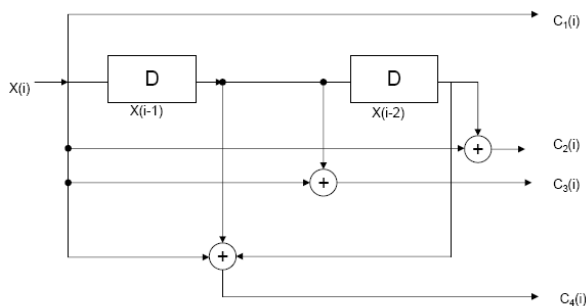 C₁(i)
D
D
X(i)
X(i-1)
X(i-2)
+
C₂(i)
+
C₃(i)
+
C₄(i)